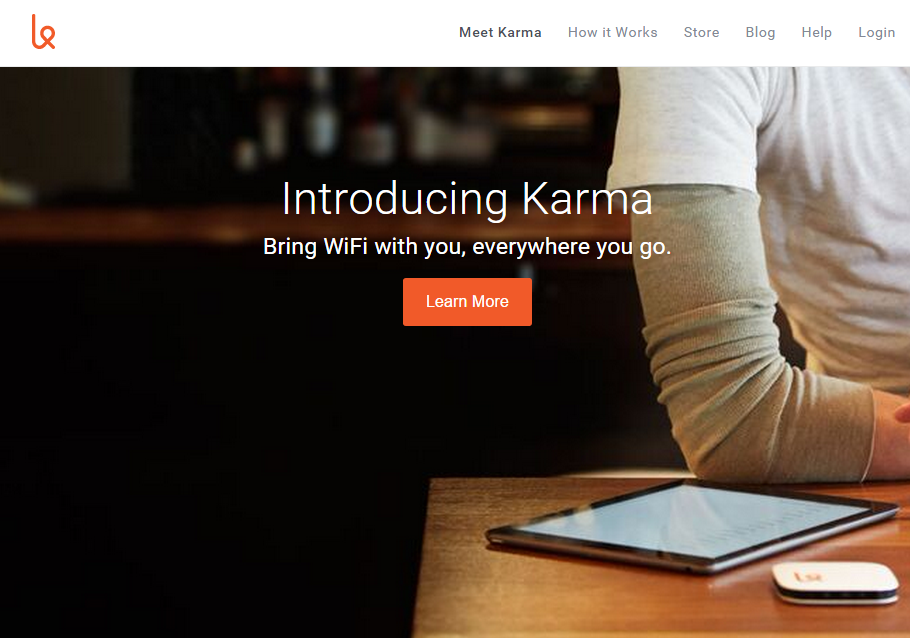 Meet Karma How it Works Store Blog Help Login
Introducing Karma
Bring WiFi with you, everywhere you go.
Learn More